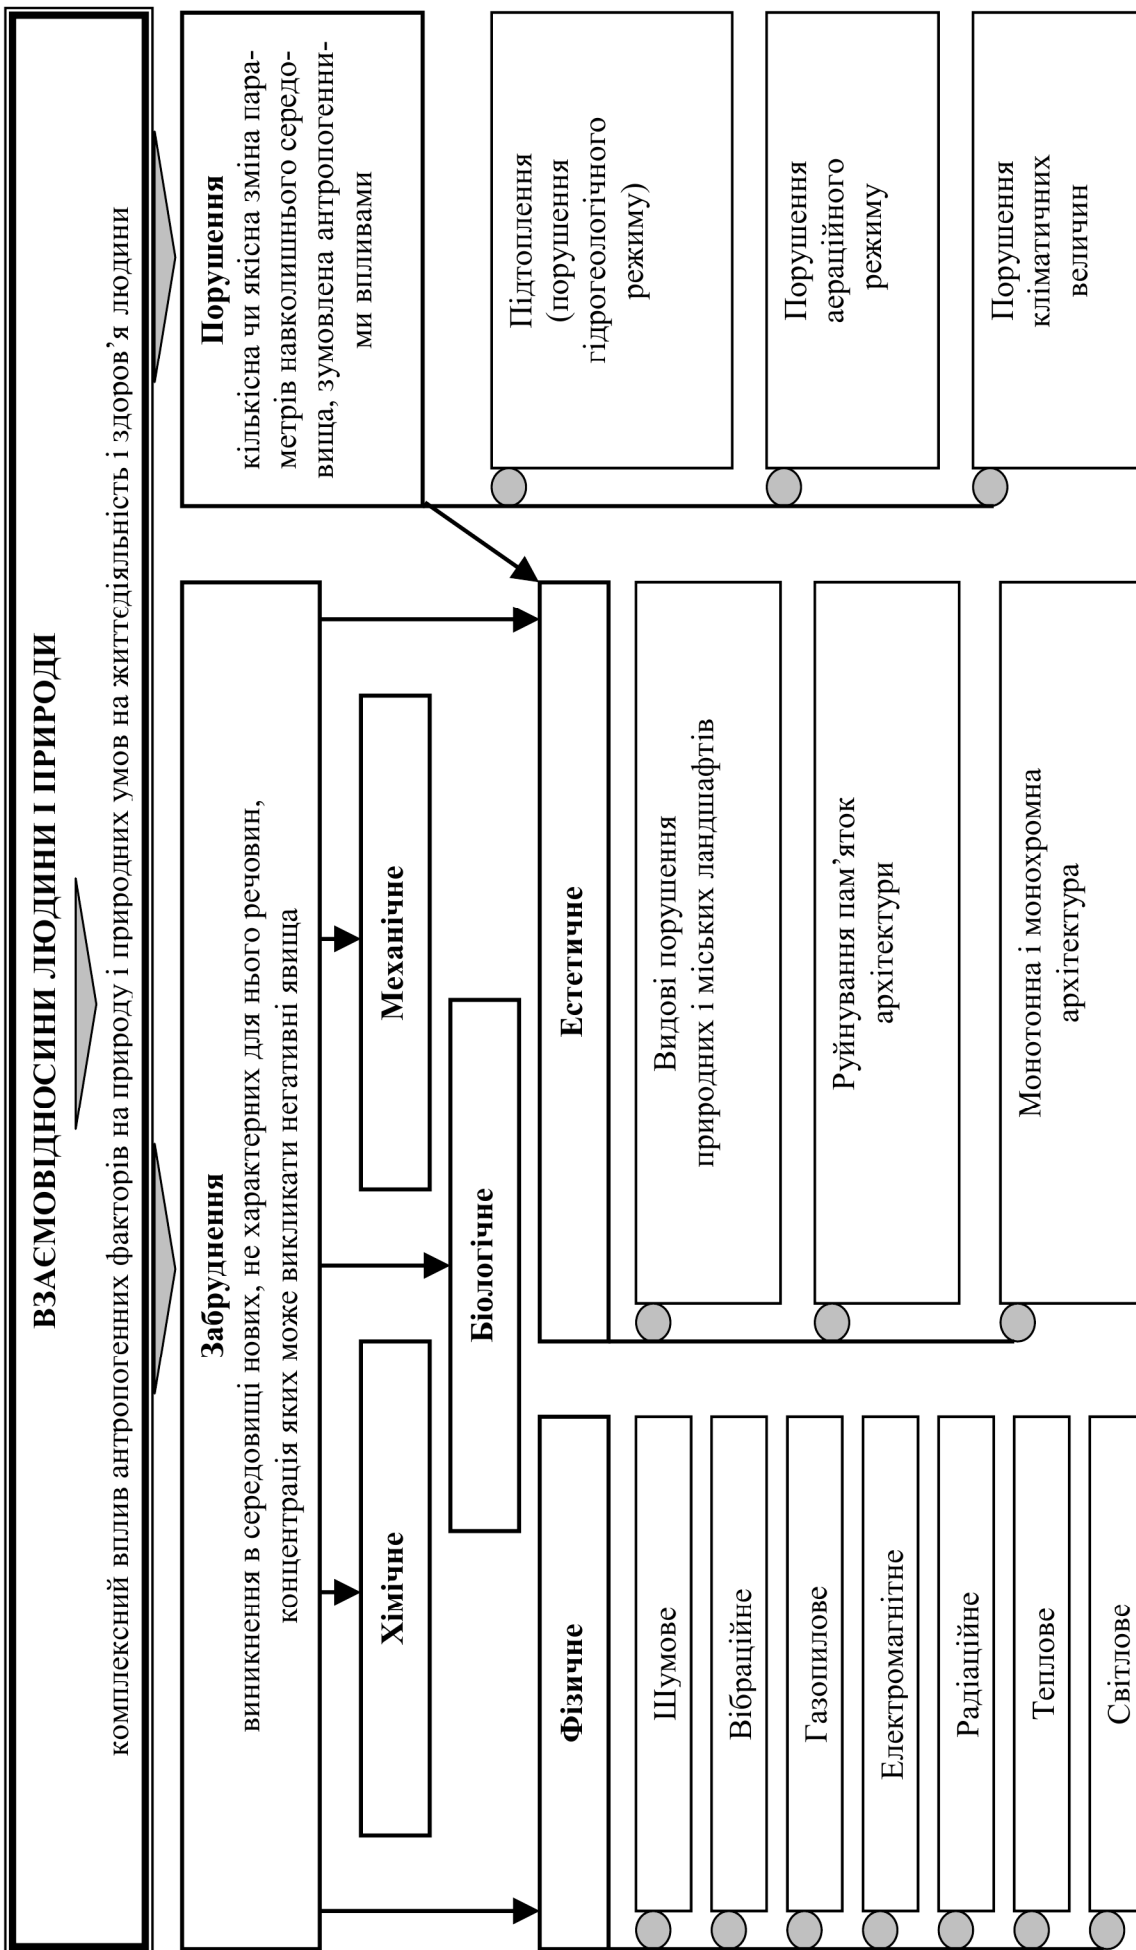 ВЗАЄМОВІДНОСИНИ ЛЮДИНИ І ПРИРОДИ
комплексний вплив антропогенних факторів на природу і природних умов на життєдіяльність і здоров’я людини
Забруднення
виникнення в середовищі нових, не характерних для нього речовин,
концентрація яких може викликати негативні явища
Порушення
кількісна чи якісна зміна пара-
метрів навколишнього середо-
вища, зумовлена антропогенни-
ми впливами
Хімічне
Механічне
Біологічне
Фізичне
Шумове
Вібраційне
Газопилове
Електромагнітне
Радіаційне
Теплове
Світлове
Естетичне
Видові порушення
природних і міських ландшафтів
Руйнування пам’яток
архітектури
Монотонна і монохромна
архітектура
Підтоплення
(порушення
гідрогеологічного
режиму)
Порушення
аераційного
режиму
Порушення
кліматичних
величин